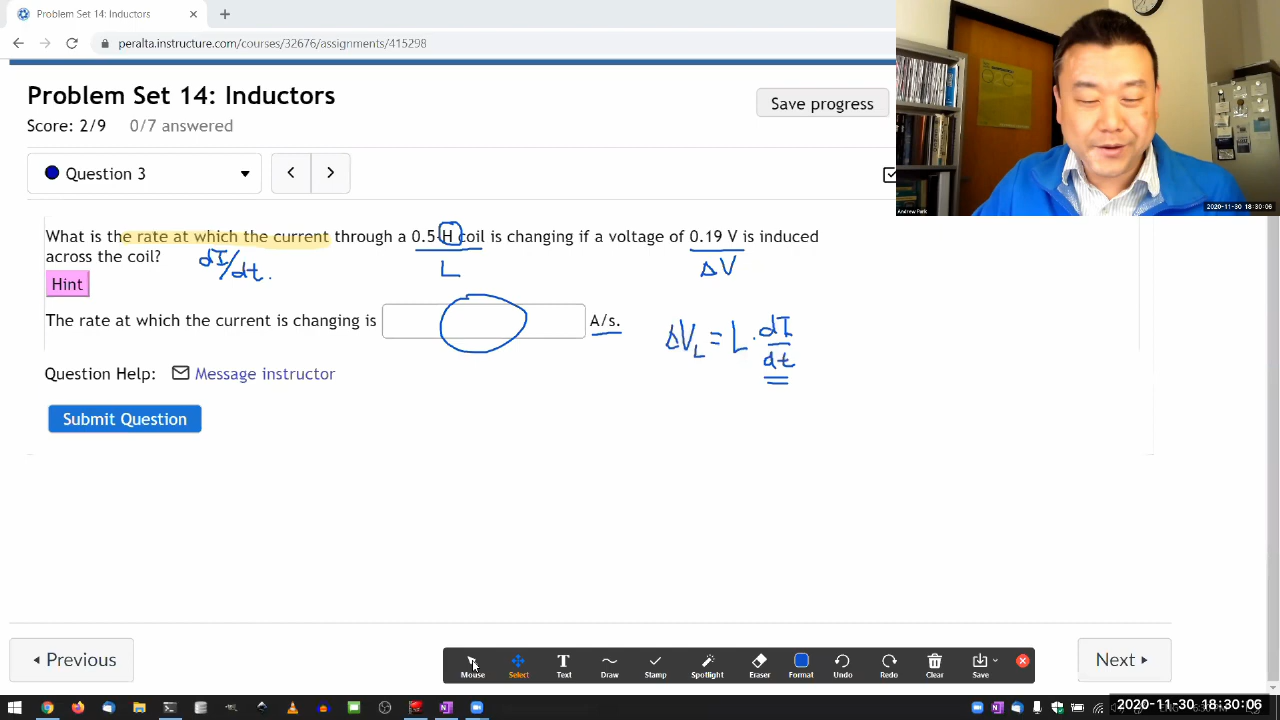 Problem Set 14: Inductors
peralta.instructure.com/courses/32676/assignments/415298
Problem Set 14: Inductors
Save progress
Score: 2/9 0/7 answered
Question 3
What is the rate at which the current through a 0.5-H coil is changing if a voltage of 0.19 V is induced
across the coil?
dI/dt.
L
ΔV
Hint
The rate at which the current is changing is A/s.
ΔV_L = L · dI/dt
Question Help: Message instructor
Submit Question
Previous
Next
Mouse Select Text Draw Stamp Spotlight Eraser Format Undo Redo Clear Save
Andrew Park
2020-11-30 18:30:06
2020-11-30 18:30:06